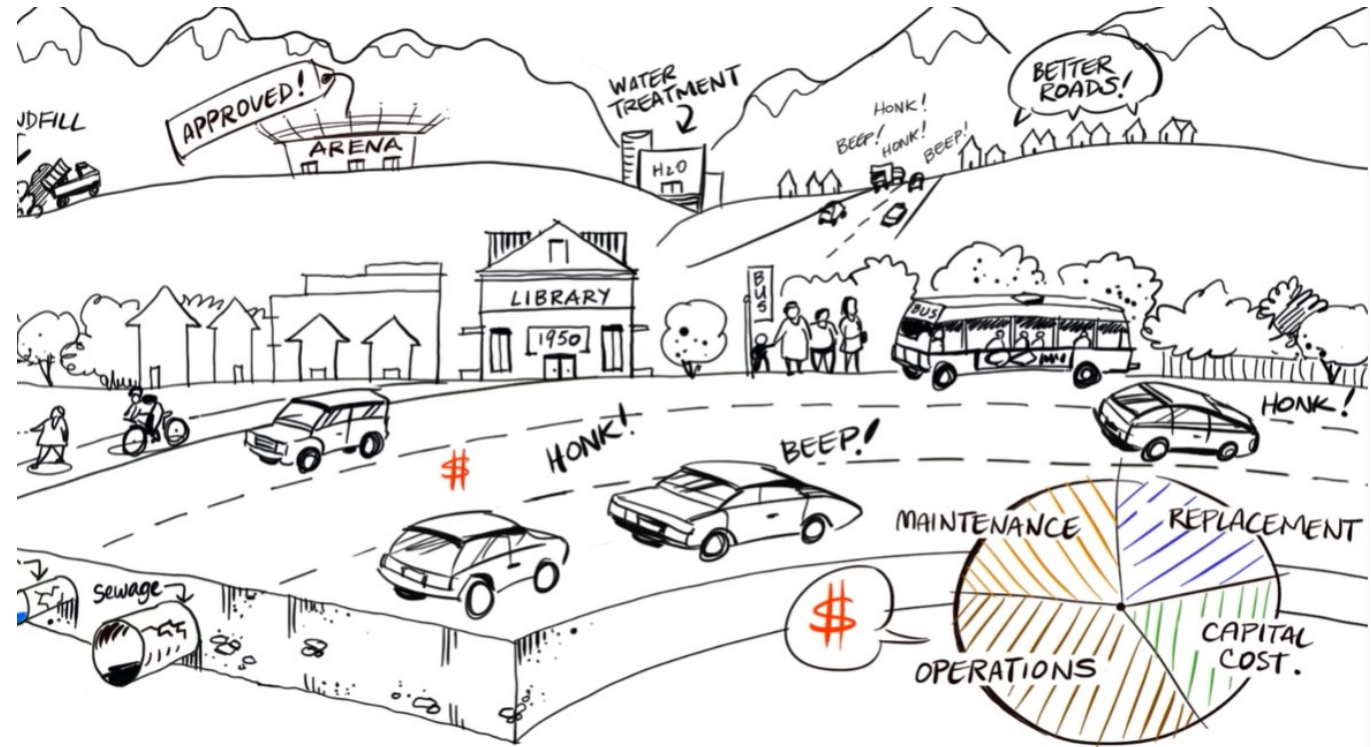 NDFILL
APPROVED!
ARENA
WATER
TREATMENT
H2O
HONK!
BEEP!
HONK!
BEEP!
BETTER
ROADS!
LIBRARY
1950
BUS
BUS
HONK!
BEEP!
HONK!
$
MAINTENANCE
REPLACEMENT
CAPITAL
COST.
OPERATIONS
$
Sewage